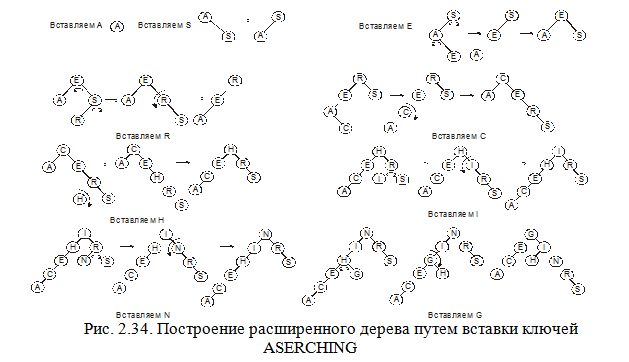 A S S E
Вставляем A A Вставляем S Вставляем E
S A A S A S
E E A
E E R R R C
A S A R E E S E S A E
R S A A C A C R
S
Вставляем R Вставляем C
C C H H H I
A E A E E R R I H R
R H C S C E I S C E R E S
H S R A A A S C
S A
Вставляем H Вставляем I
I I N N N G
H R H N I R I R I R E I
E N S E R H S H S G S C H N
C C S E E G E H A R
A A C C C S
A A A
Вставляем N Вставляем G
Рис. 2.34. Построение расширенного дерева путем вставки ключей
ASERCHING